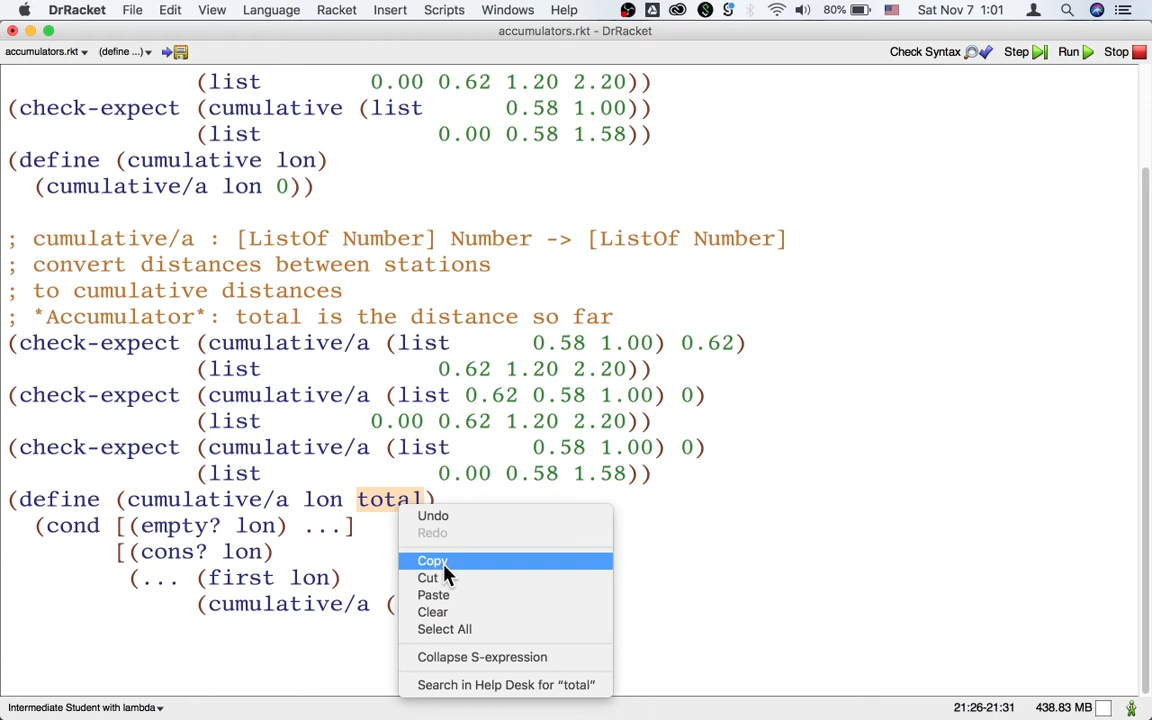 DrRacket File Edit View Language Racket Insert Scripts Windows Help 80% Sat Nov 7 1:01
accumulators.rkt - DrRacket
accumulators.rkt (define ...) Check Syntax Step Run Stop
(list 0.00 0.62 1.20 2.20))
(check-expect (cumulative (list 0.58 1.00))
(list 0.00 0.58 1.58))
(define (cumulative lon)
(cumulative/a lon 0))
; cumulative/a : [ListOf Number] Number -> [ListOf Number]
; convert distances between stations
; to cumulative distances
; *Accumulator*: total is the distance so far
(check-expect (cumulative/a (list 0.58 1.00) 0.62)
(list 0.62 1.20 2.20))
(check-expect (cumulative/a (list 0.62 0.58 1.00) 0)
(list 0.00 0.62 1.20 2.20))
(check-expect (cumulative/a (list 0.58 1.00) 0)
(list 0.00 0.58 1.58))
(define (cumulative/a lon total)
(cond [(empty? lon) ...]
[(cons? lon)
(... (first lon)
(cumulative/a (
Undo
Redo
Copy
Cut
Paste
Clear
Select All
Collapse S-expression
Search in Help Desk for “total”
Intermediate Student with lambda 21:26-21:31 438.83 MB